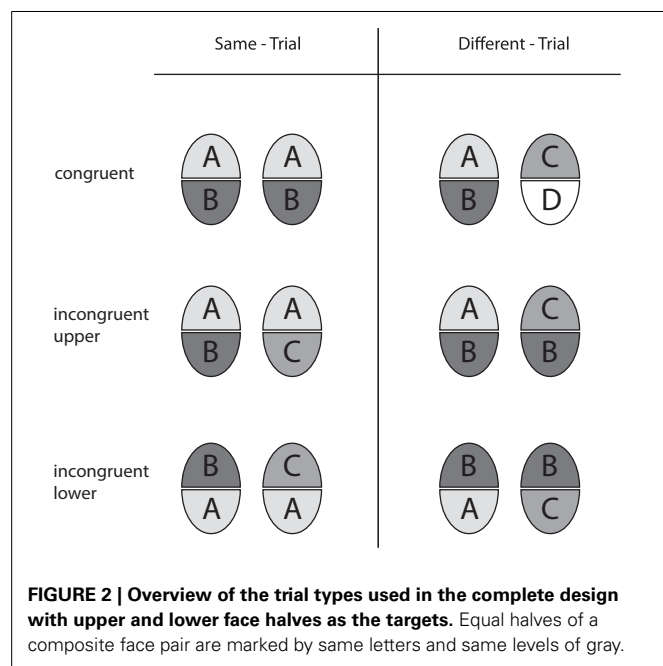 Same - Trial Different - Trial
congruent
A A A C
B B B D
incongruent
upper
A A A C
B C B B
incongruent
lower
B C B B
A A A C
FIGURE 2 | Overview of the trial types used in the complete design
with upper and lower face halves as the targets. Equal halves of a
composite face pair are marked by same letters and same levels of gray.